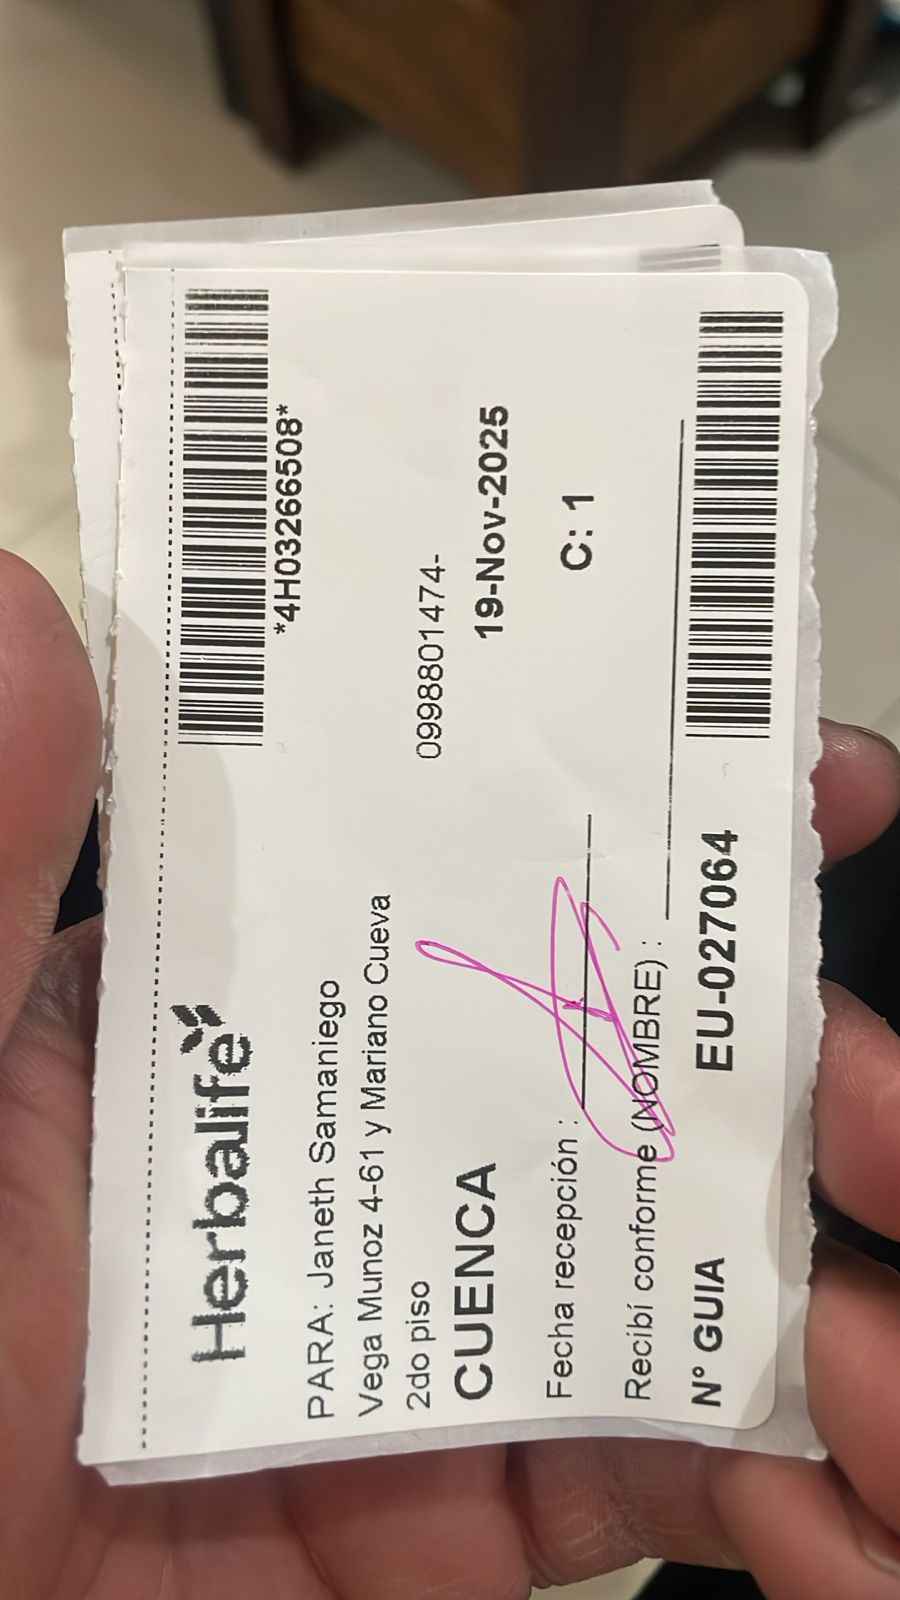 Herbalife
*4H03266508*
PARA: Janeth Samaniego
Vega Munoz 4-61 y Mariano Cueva
2do piso
0998801474-
CUENCA
19-Nov-2025
Fecha recepción :
C: 1
Recibí conforme (NOMBRE) :
N° GUIA
EU-027064